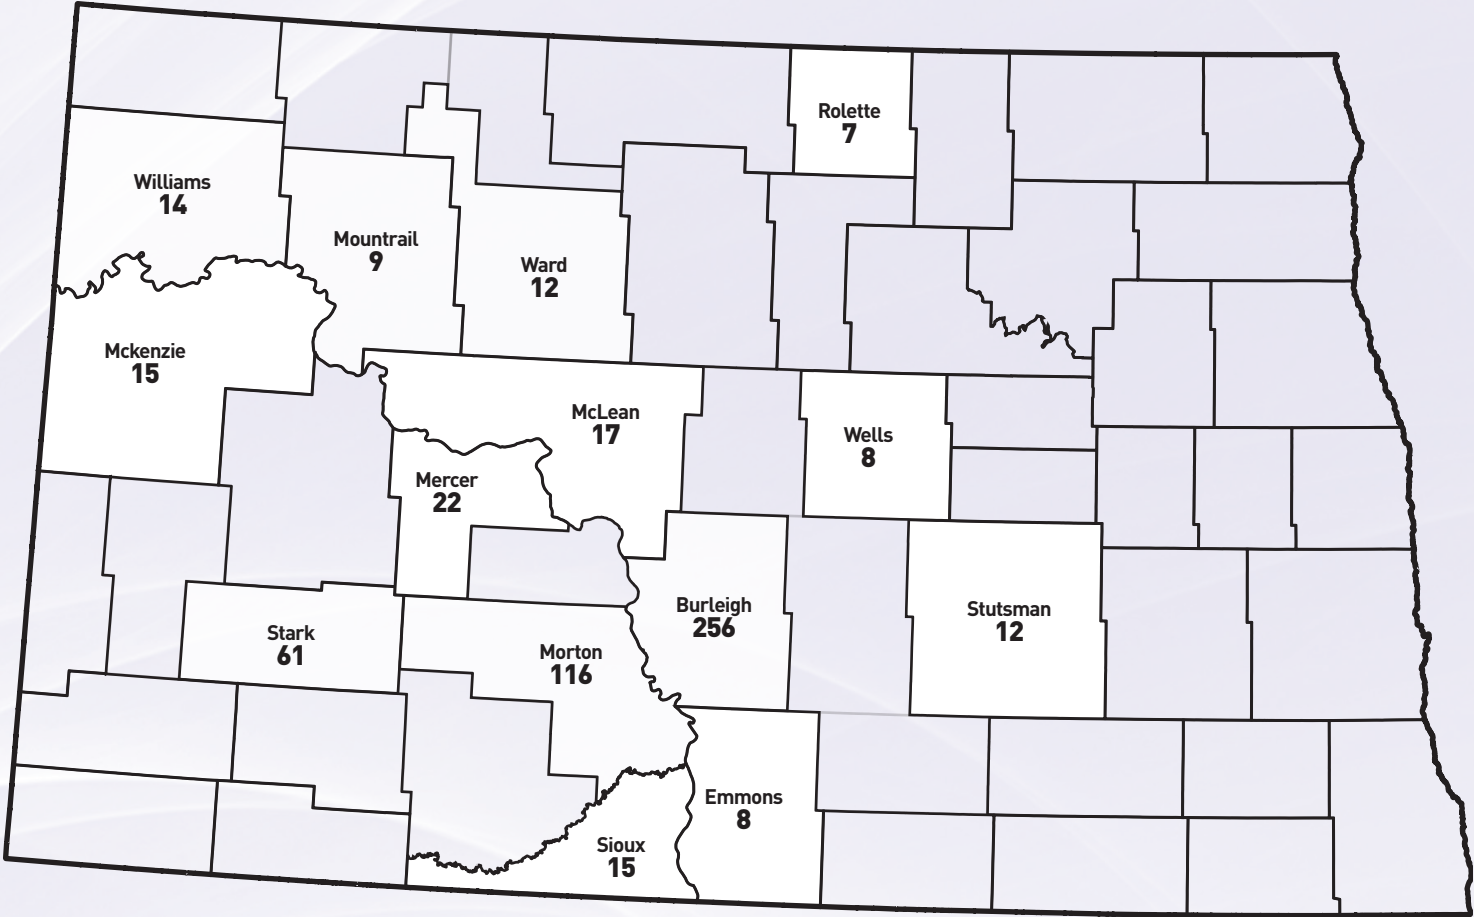 Rolette
7
Williams
14
Mountrail
9
Ward
12
Mckenzie
15
McLean
17
Wells
8
Mercer
22
Burleigh
256
Stutsman
12
Stark
61
Morton
116
Emmons
8
Sioux
15